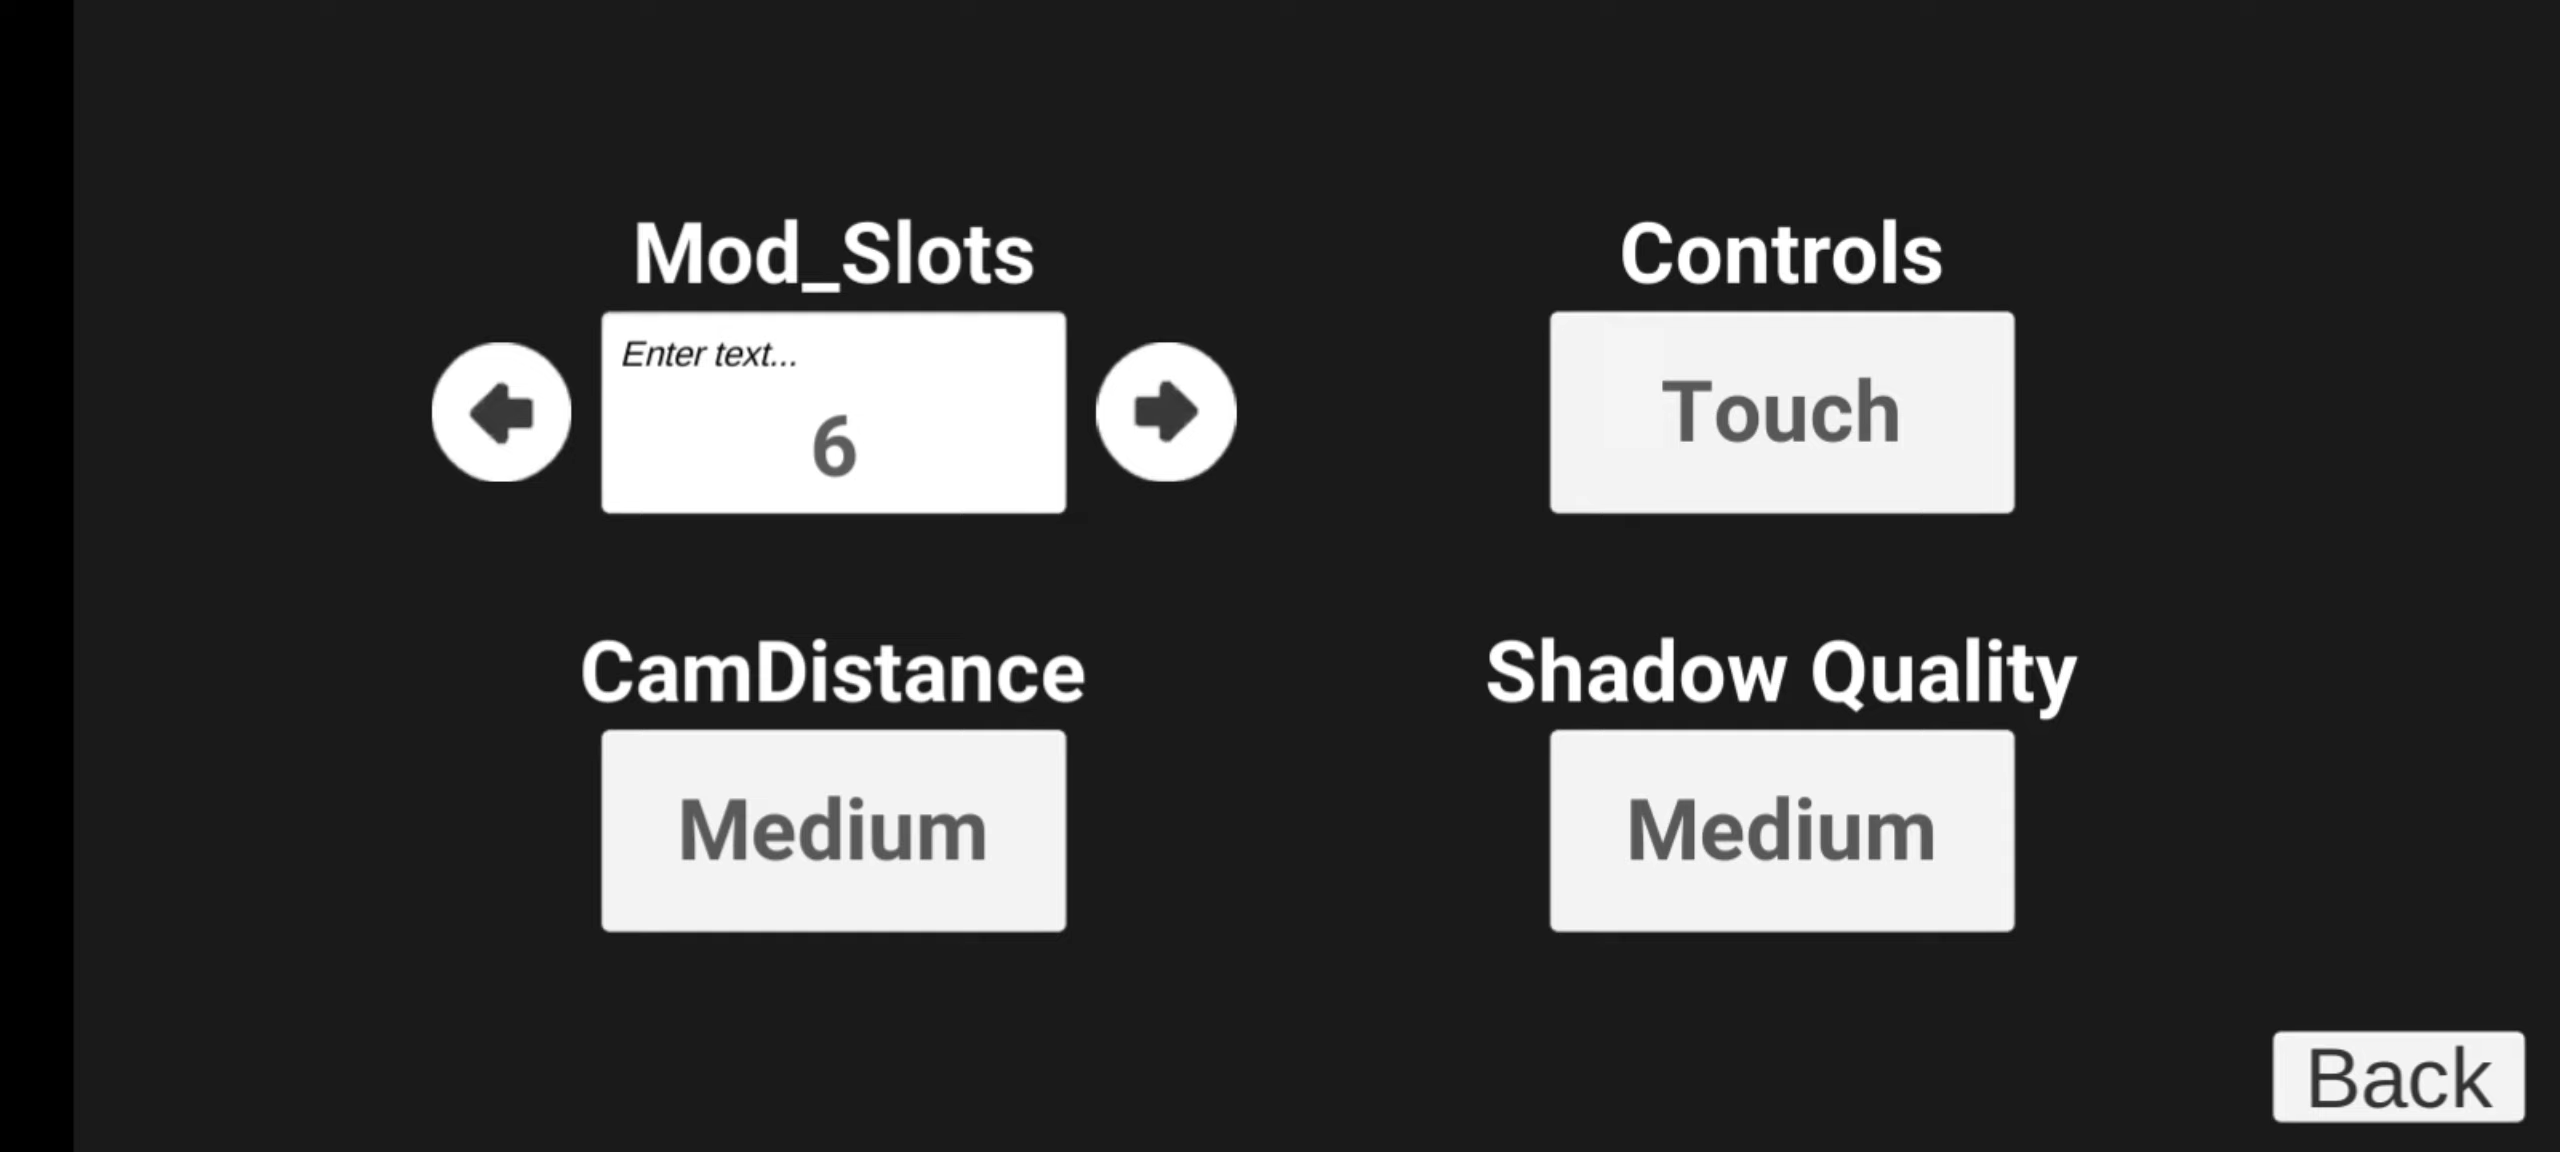 Mod_Slots
Enter text...
6
Controls
Touch
CamDistance
Medium
Shadow Quality
Medium
Back